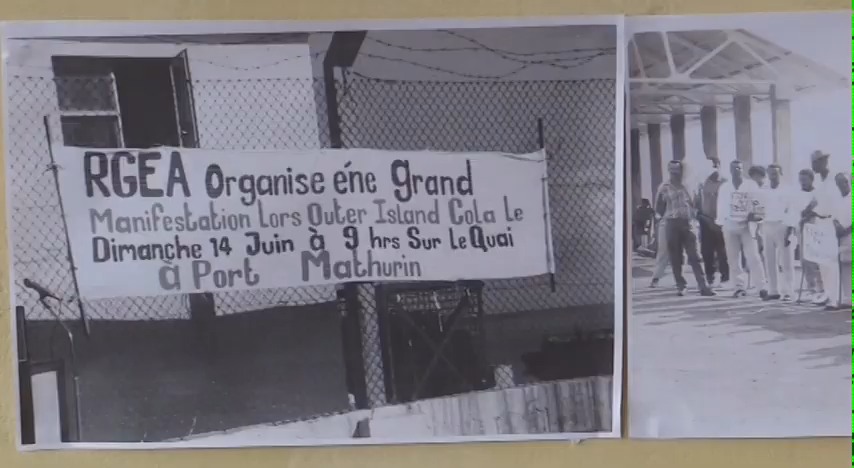 RGEA Organise éne Grand
Manifestation Lors Outer Island Cola Le
Dimanche 14 Juin à 9 hrs Sur Le Quai
à Port Mathurin